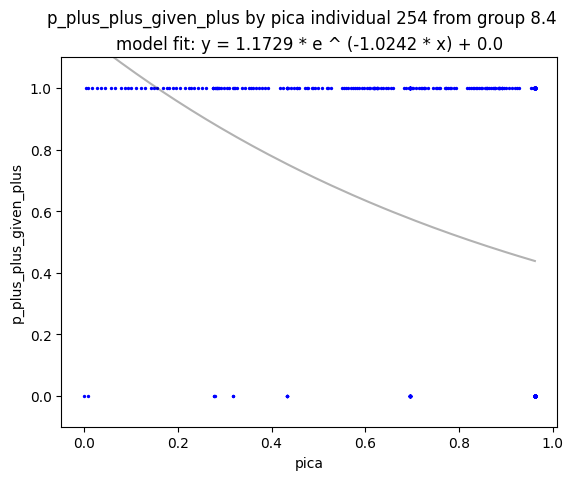 p_plus_plus_given_plus by pica individual 254 from group 8.4
model fit: y = 1.1729 * e ^ (-1.0242 * x) + 0.0
1.0
0.8
0.6
0.4
0.2
0.0
p_plus_plus_given_plus
0.0 0.2 0.4 0.6 0.8 1.0
pica